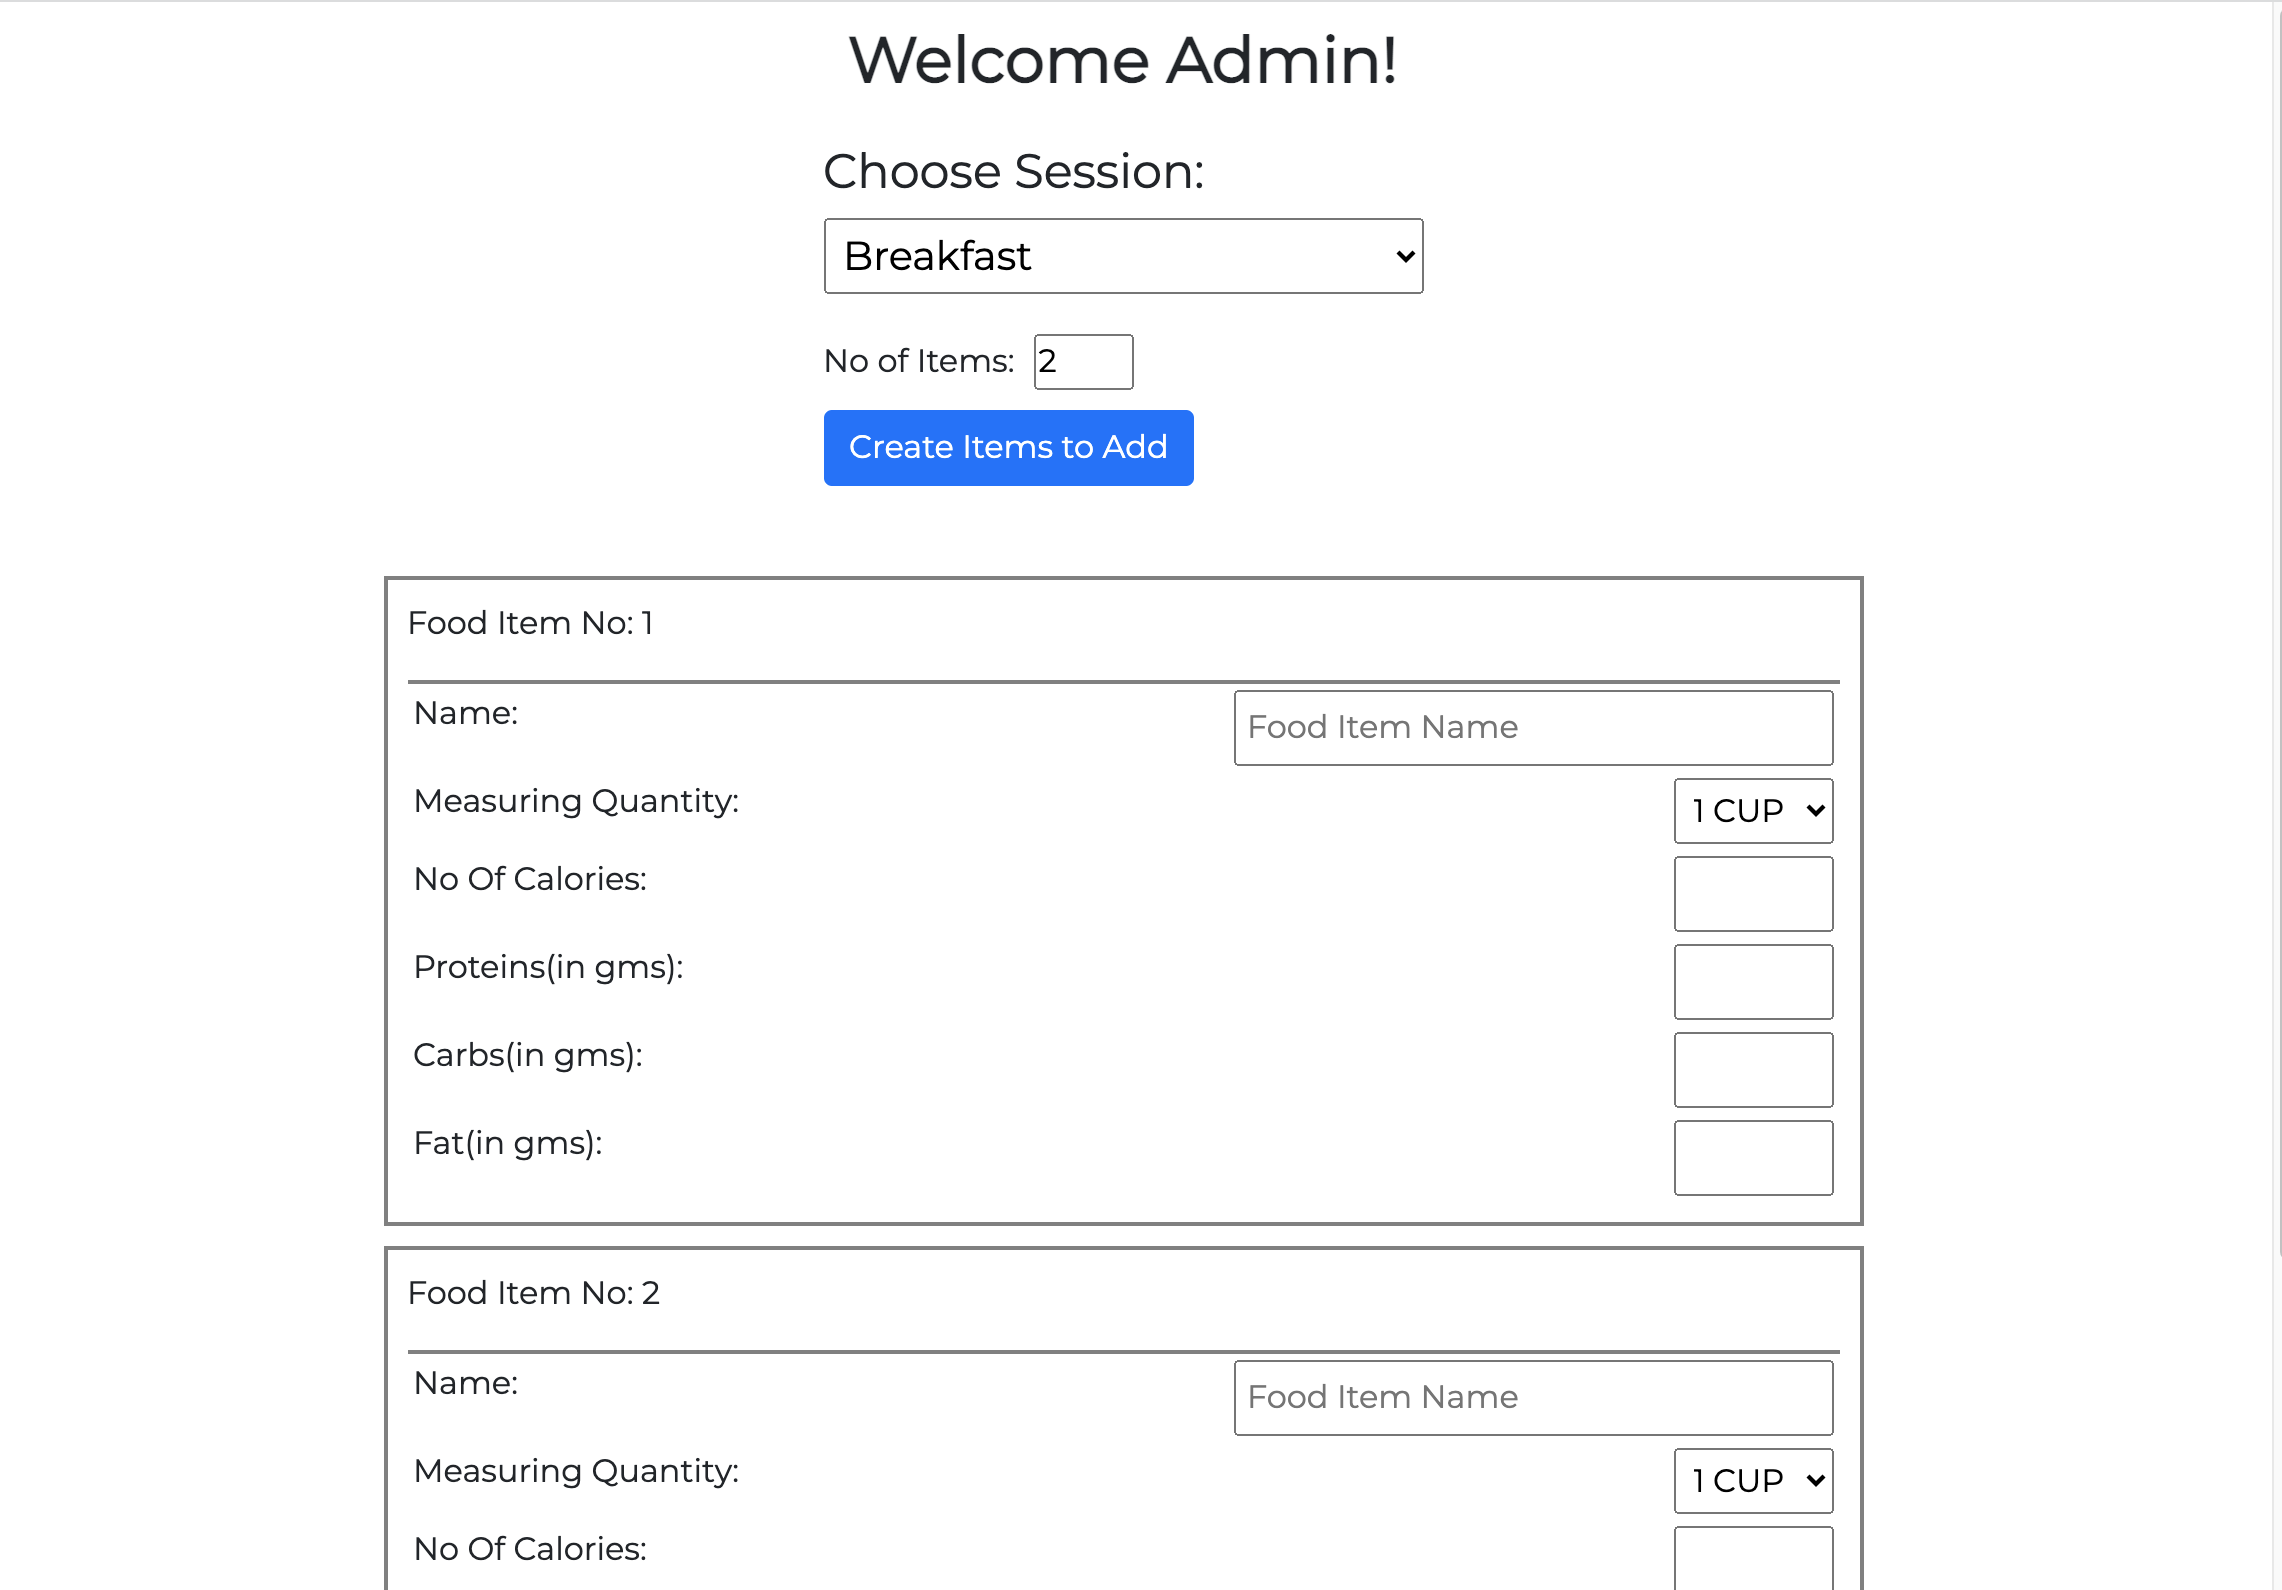 Welcome Admin!
Choose Session:
Breakfast
No of Items: 2
Create Items to Add
Food Item No: 1
Name: Food Item Name
Measuring Quantity: 1 CUP
No Of Calories:
Proteins(in gms):
Carbs(in gms):
Fat(in gms):
Food Item No: 2
Name: Food Item Name
Measuring Quantity: 1 CUP
No Of Calories: